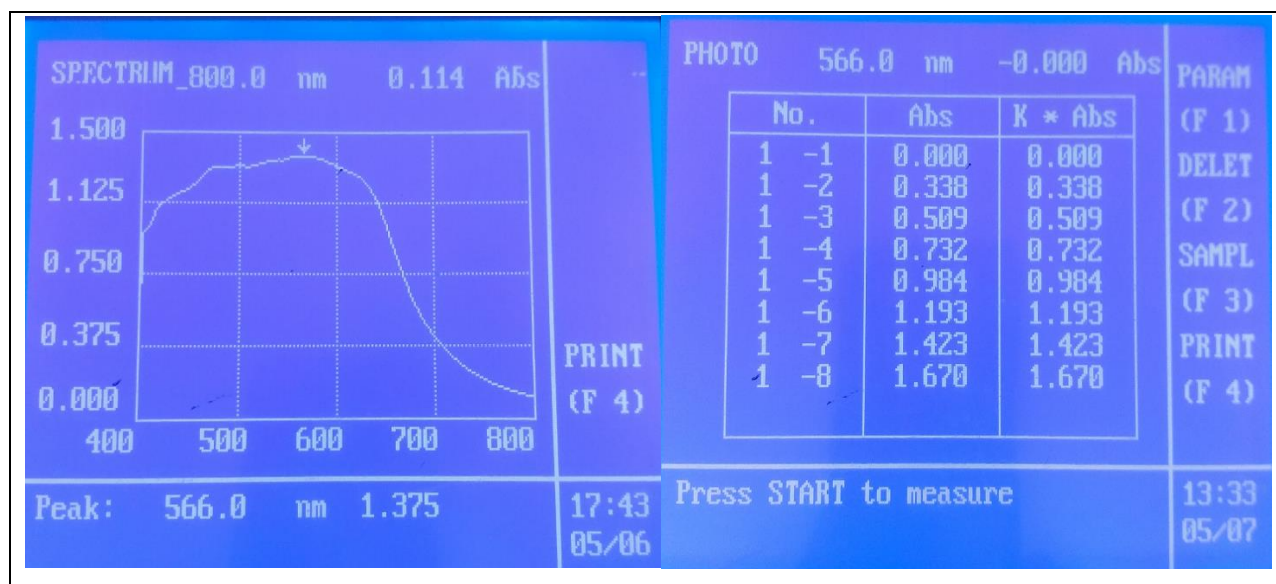 SPECTRUM 800.0 nm 0.114 Abs
1.500
1.125
0.750
0.375
0.000
400 500 600 700 800
PRINT
(F 4)
Peak: 566.0 nm 1.375
17:43
05/06
PHOTO 566.0 nm -0.000 Abs
No. Abs K * Abs
1 -1 0.000 0.000
1 -2 0.338 0.338
1 -3 0.509 0.509
1 -4 0.732 0.732
1 -5 0.984 0.984
1 -6 1.193 1.193
1 -7 1.423 1.423
1 -8 1.670 1.670
PARAM
(F 1)
DELET
(F 2)
SAMPL
(F 3)
PRINT
(F 4)
Press START to measure
13:33
05/07